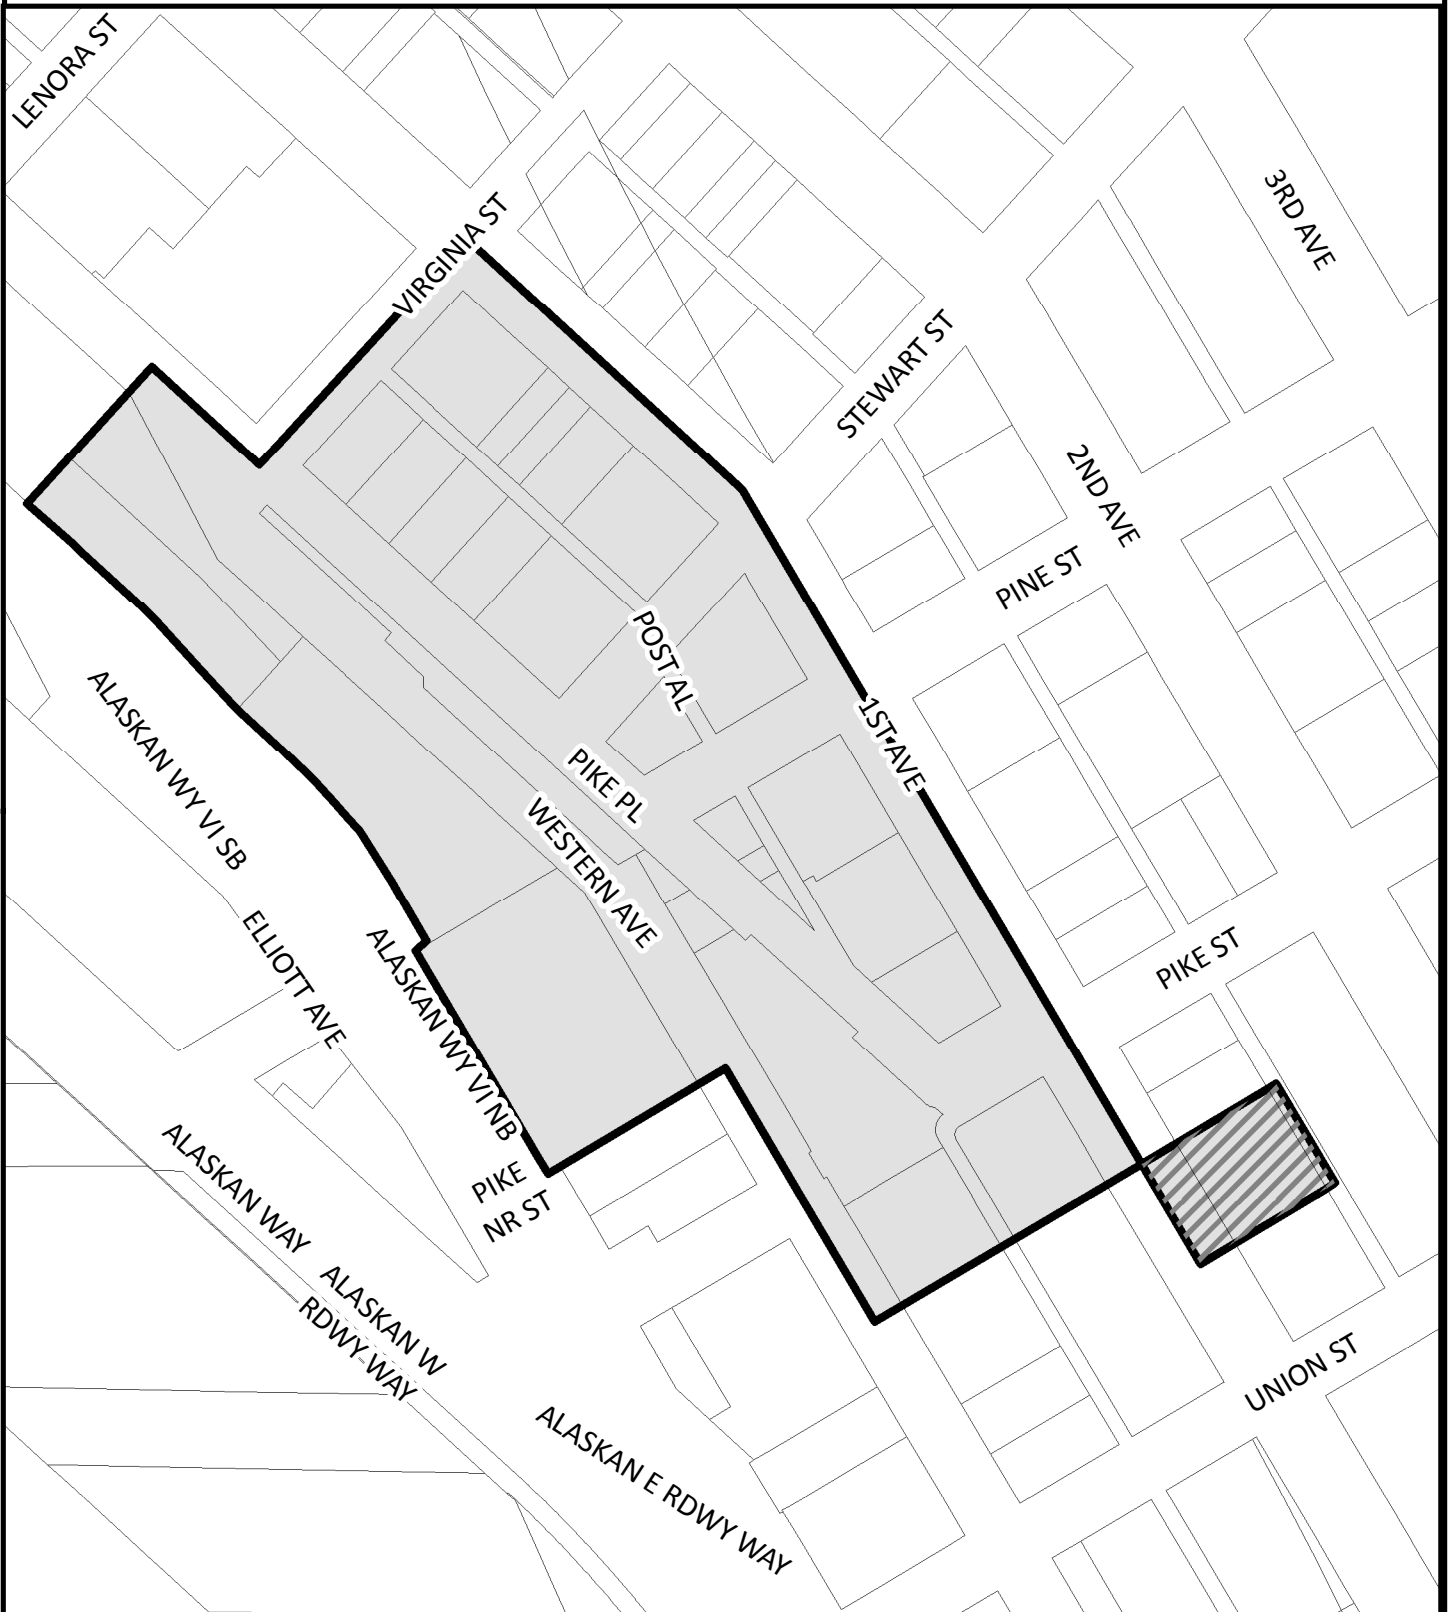 LENORA ST
VIRGINIA ST
3RD AVE
STEWART ST
2ND AVE
PINE ST
POST AL
1ST AVE
PIKE PL
WESTERN AVE
ALASKAN WY VI SB
ELLIOTT AVE
ALASKAN WY VI NB
PIKE ST
PIKE
NR ST
ALASKAN WAY
ALASKAN W
RDWY WAY
UNION ST
ALASKAN E RDWY WAY